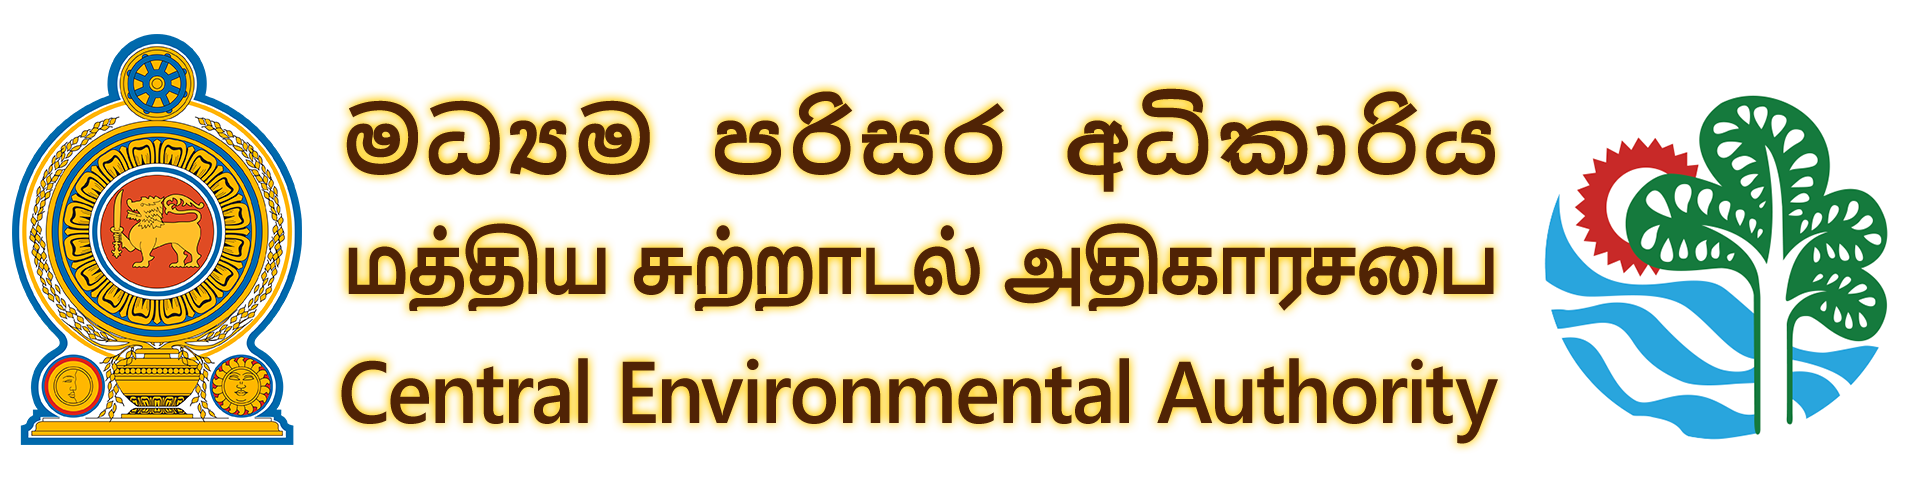 මධ්‍යම පරිසර අධිකාරිය
மத்திய சுற்றாடல் அதிகாரசபை
Central Environmental Authority